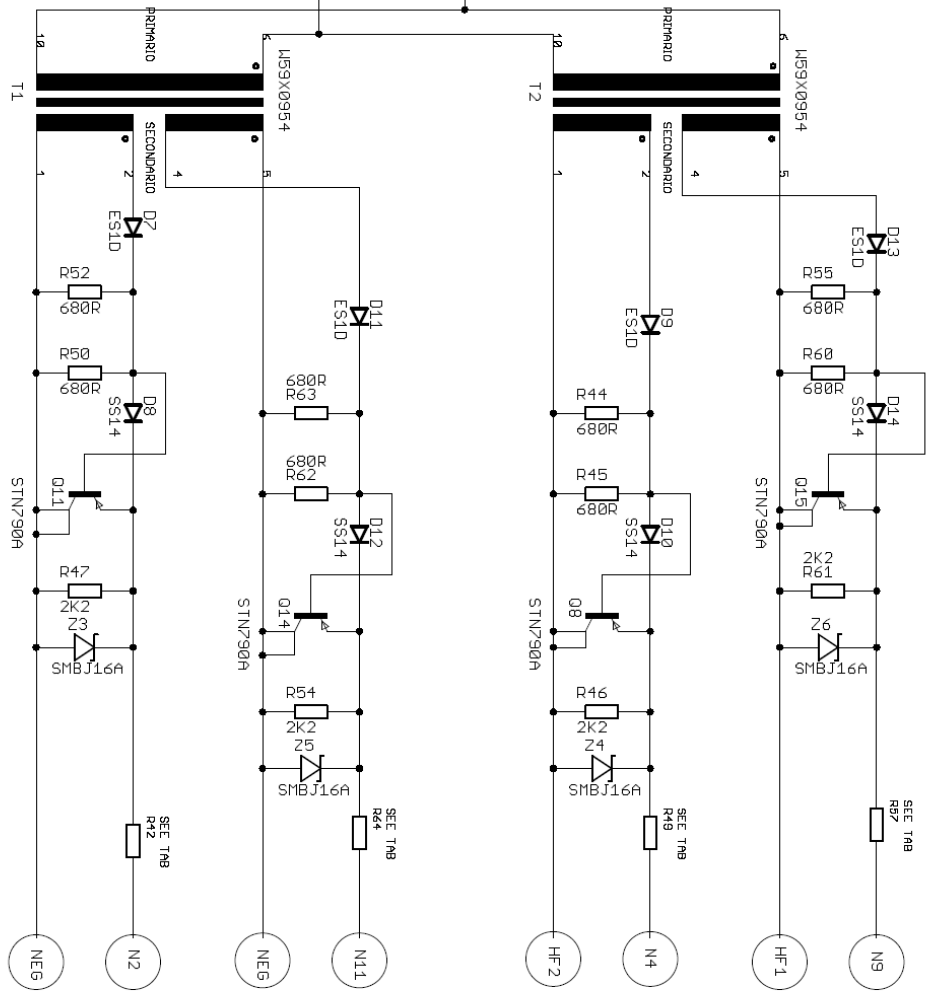 PRIMARIO
10
6
W59X0954
T1
SECONDARIO
1
2
4
5
PRIMARIO
10
6
W59X0954
T2
SECONDARIO
1
2
4
5
D7
ES1D
R52
680R
R50
680R
D8
SS14
Q11
STN790A
R47
2K2
Z3
SMBJ16A
SEE TAB
R42
NEG
N2
D11
ES1D
680R
R63
680R
R62
D12
SS14
Q14
STN790A
R54
2K2
Z5
SMBJ16A
SEE TAB
R64
NEG
N11
D9
ES1D
R44
680R
R45
680R
D10
SS14
Q8
STN790A
R46
2K2
Z4
SMBJ16A
SEE TAB
R49
HF2
N4
D13
ES1D
R55
680R
R60
680R
D14
SS14
Q15
STN790A
2K2
R61
Z6
SMBJ16A
SEE TAB
R57
HF1
N9